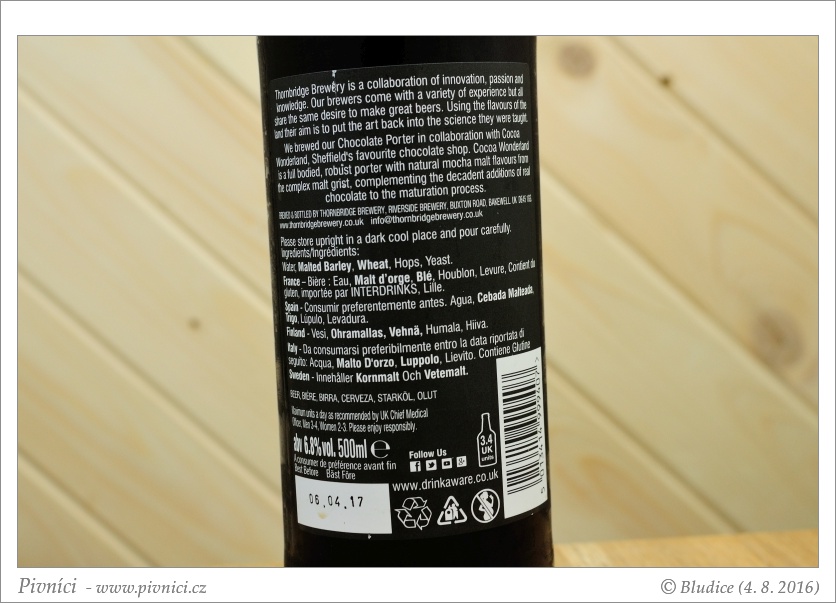 Thornbridge Brewery is a collaboration of innovation, passion and
knowledge. Our brewers come with a variety of experience but all
share the same desire to make great beers. Using the flavours of the
land their aim is to put the art back into the science they were taught.
We brewed our Chocolate Porter in collaboration with Cocoa
Wonderland, Sheffield's favourite chocolate shop. Cocoa Wonderland
is a full bodied, robust porter with natural mocha malt flavours from
the complex malt grist, complementing the decadent additions of real
chocolate to the maturation process.
BREWED & BOTTLED BY THORNBRIDGE BREWERY, RIVERSIDE BREWERY, BUXTON ROAD, BAKEWELL UK DE45 1GS
www.thornbridgebrewery.co.uk info@thornbridgebrewery.co.uk
Please store upright in a dark cool place and pour carefully.
Ingredients/Ingrédients:
Water, Malted Barley, Wheat, Hops, Yeast.
France – Bière : Eau, Malt d'orge, Blé, Houblon, Levure, Contient du
gluten, importée par INTERDRINKS, Lille.
Spain - Consumir preferentemente antes. Agua, Cebada Malteada,
Trigo, Lúpulo, Levadura.
Finland - Vesi, Ohramallas, Vehnä, Humala, Hiiva.
Italy - Da consumarsi preferibilmente entro la data riportata di
seguito: Acqua, Malto D'orzo, Luppolo, Lievito. Contiene Glutine
Sweden - Innehåller Kornmalt Och Vetemalt.
BEER, BIÈRE, BIRRA, CERVEZA, STARKÖL, OLUT
Maximum units a day as recommended by UK Chief Medical
Officer, Men 3-4, Women 2-3. Please enjoy responsibly.
abv 6.8% vol. 500ml e
A consumer de préférence avant fin
Best Before Bäst Före
06.04.17
Follow Us
www.drinkaware.co.uk
3.4
UK
units
Pivníci - www.pivnici.cz
© Bludice (4. 8. 2016)